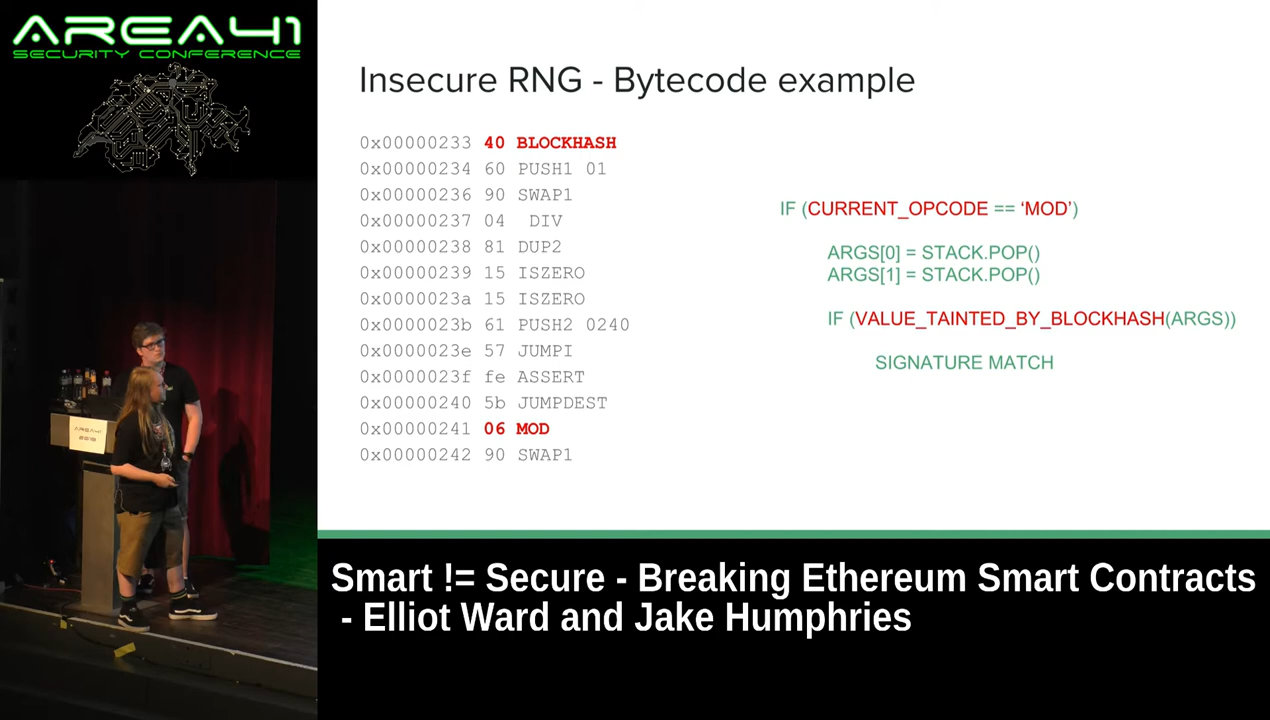 AREA41
SECURITY CONFERENCE
Insecure RNG - Bytecode example
0x00000233 40 BLOCKHASH
0x00000234 60 PUSH1 01
0x00000236 90 SWAP1
0x00000237 04 DIV
0x00000238 81 DUP2
0x00000239 15 ISZERO
0x0000023a 15 ISZERO
0x0000023b 61 PUSH2 0240
0x0000023e 57 JUMPI
0x0000023f fe ASSERT
0x00000240 5b JUMPDEST
0x00000241 06 MOD
0x00000242 90 SWAP1
IF (CURRENT_OPCODE == ‘MOD’)
ARGS[0] = STACK.POP()
ARGS[1] = STACK.POP()
IF (VALUE_TAINTED_BY_BLOCKHASH(ARGS))
SIGNATURE MATCH
AREA41
2018
Smart != Secure - Breaking Ethereum Smart Contracts
- Elliot Ward and Jake Humphries